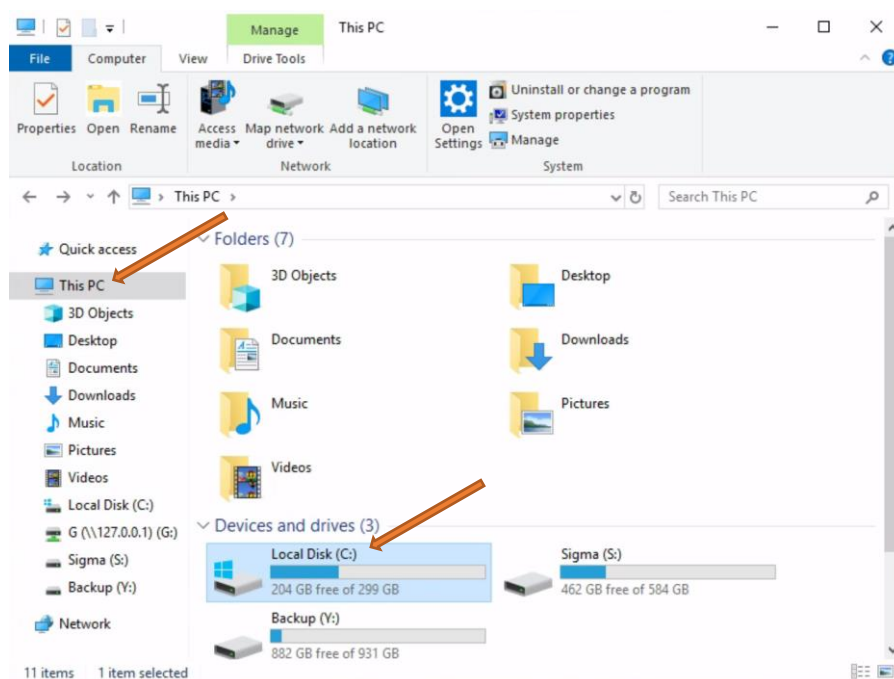 Manage This PC
File Computer View Drive Tools
Properties Open Rename
Location
Access media Map network drive Add a network location
Network
Open Settings
Uninstall or change a program
System properties
Manage
System
This PC
Search This PC
Quick access
This PC
3D Objects
Desktop
Documents
Downloads
Music
Pictures
Videos
Local Disk (C:)
G (\\127.0.0.1) (G:)
Sigma (S:)
Backup (Y:)
Network
Folders (7)
3D Objects
Desktop
Documents
Downloads
Music
Pictures
Videos
Devices and drives (3)
Local Disk (C:)
204 GB free of 299 GB
Sigma (S:)
462 GB free of 584 GB
Backup (Y:)
882 GB free of 931 GB
11 items 1 item selected